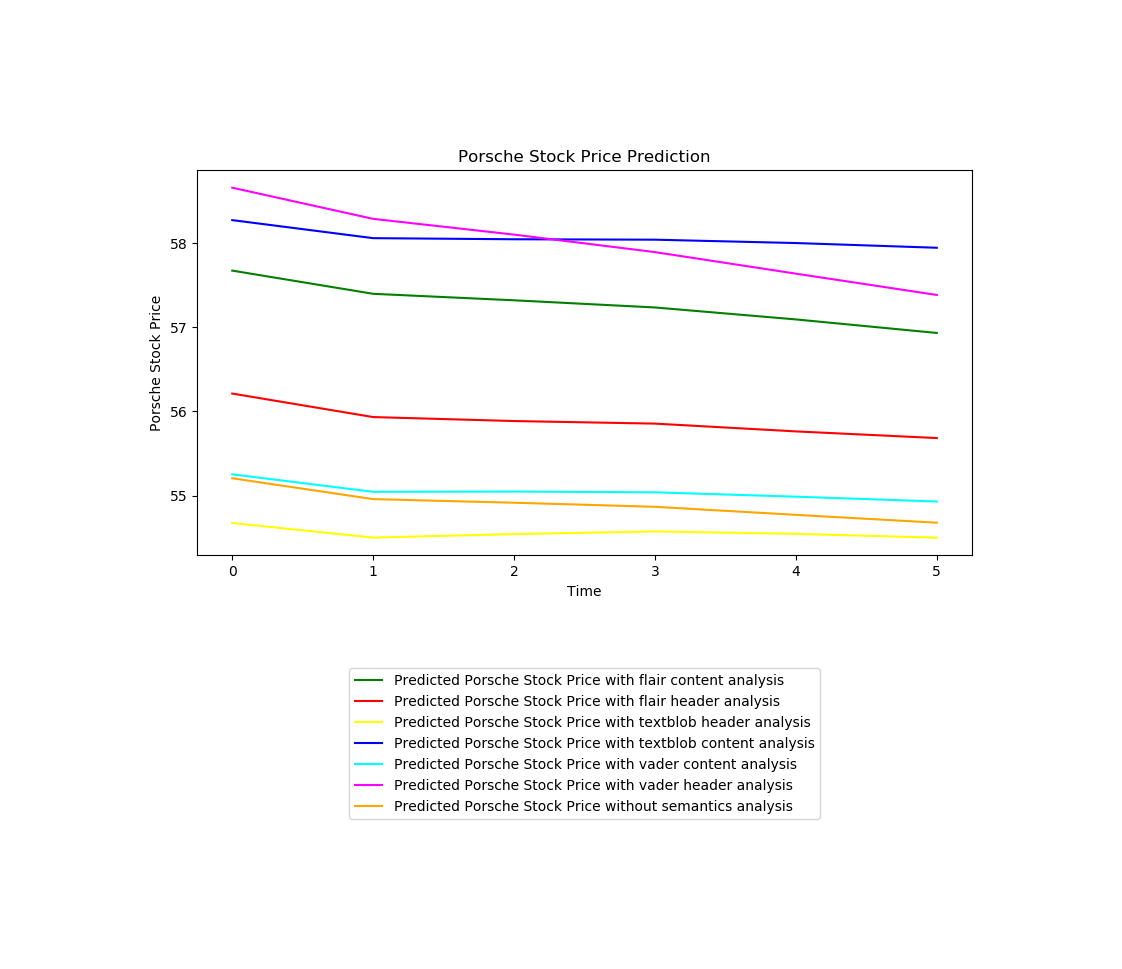 Porsche Stock Price Prediction
58
57
56
55
Porsche Stock Price
0 1 2 3 4 5
Time
Predicted Porsche Stock Price with flair content analysis
Predicted Porsche Stock Price with flair header analysis
Predicted Porsche Stock Price with textblob header analysis
Predicted Porsche Stock Price with textblob content analysis
Predicted Porsche Stock Price with vader content analysis
Predicted Porsche Stock Price with vader header analysis
Predicted Porsche Stock Price without semantics analysis